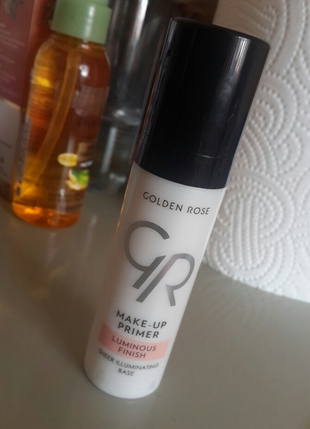 GOLDEN ROSE
GR
MAKE-UP
PRIMER
LUMINOUS
FINISH
SHEER ILLUMINATING
BASE